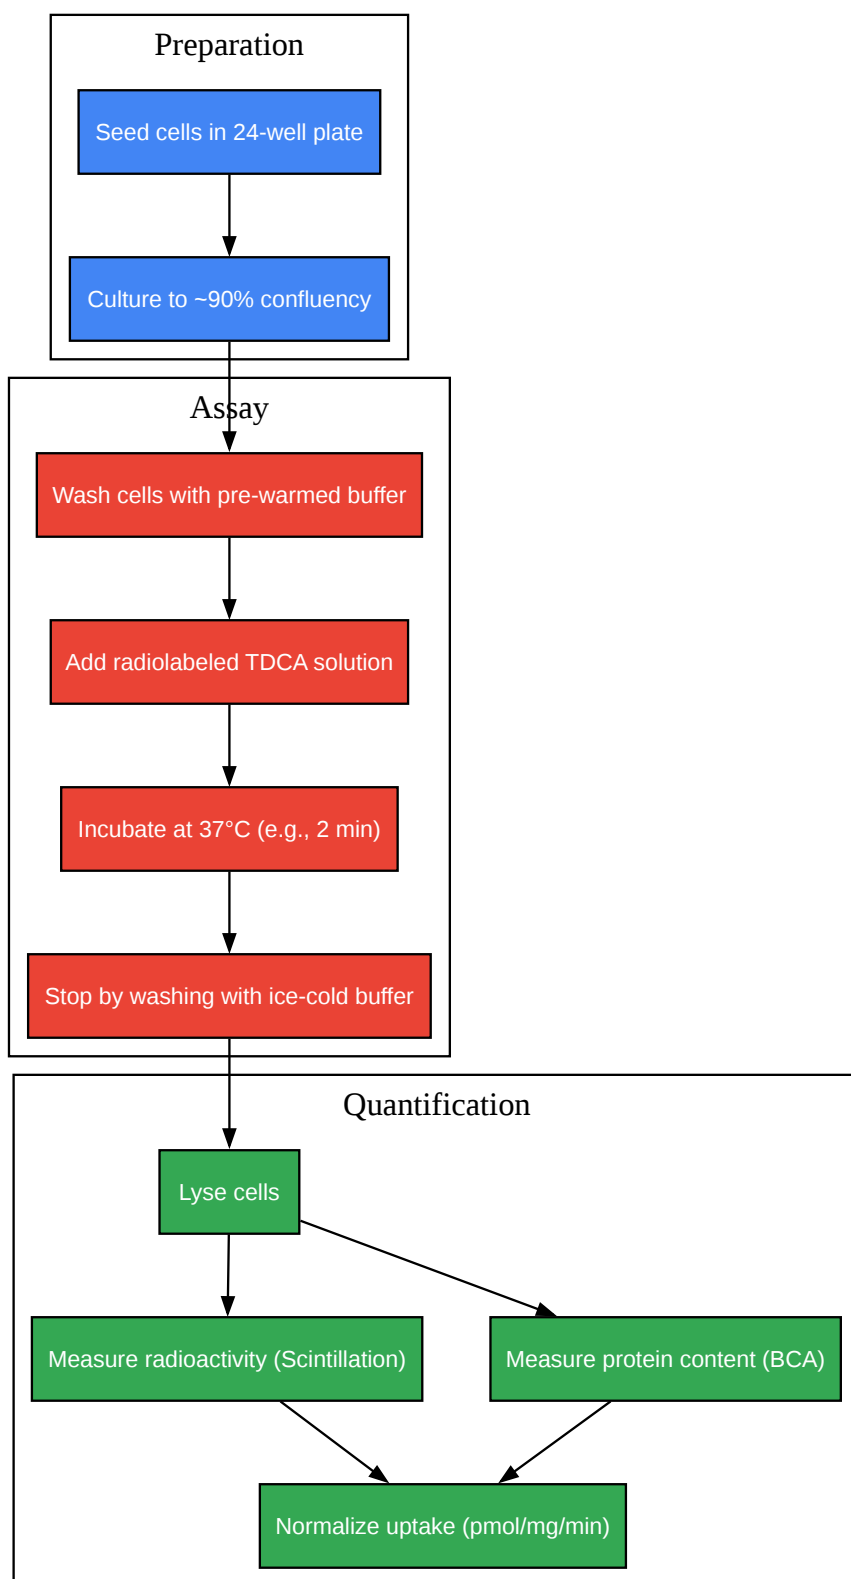 Preparation
Seed cells in 24-well plate
Culture to ~90% confluency
Assay
Wash cells with pre-warmed buffer
Add radiolabeled TDCA solution
Incubate at 37°C (e.g., 2 min)
Stop by washing with ice-cold buffer
Quantification
Lyse cells
Measure radioactivity (Scintillation)
Measure protein content (BCA)
Normalize uptake (pmol/mg/min)